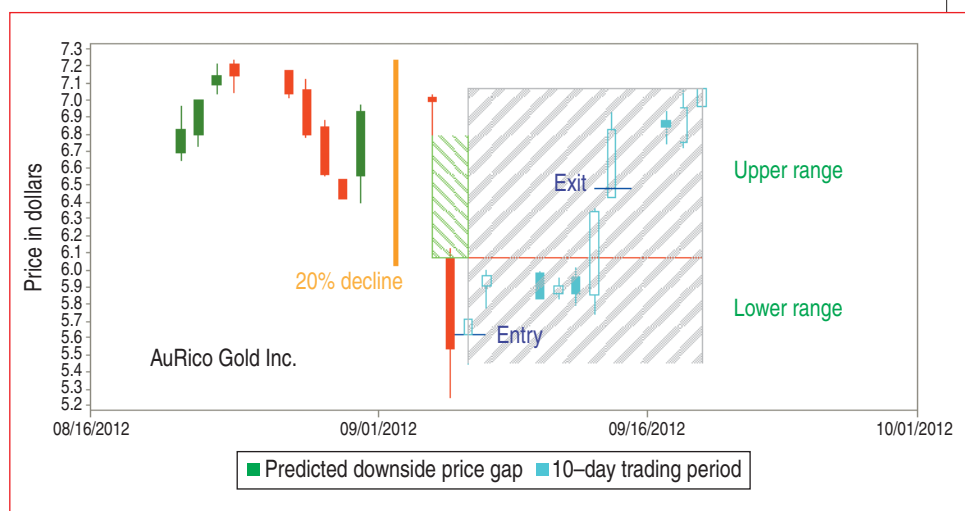 Price in dollars
7.3
7.2
7.1
7.0
6.9
6.8
6.7
6.6
6.5
6.4
6.3
6.2
6.1
6.0
5.9
5.8
5.7
5.6
5.5
5.4
5.3
5.2
20% decline
Exit
Entry
Upper range
Lower range
AuRico Gold Inc.
08/16/2012 09/01/2012 09/16/2012 10/01/2012
Predicted downside price gap 10–day trading period